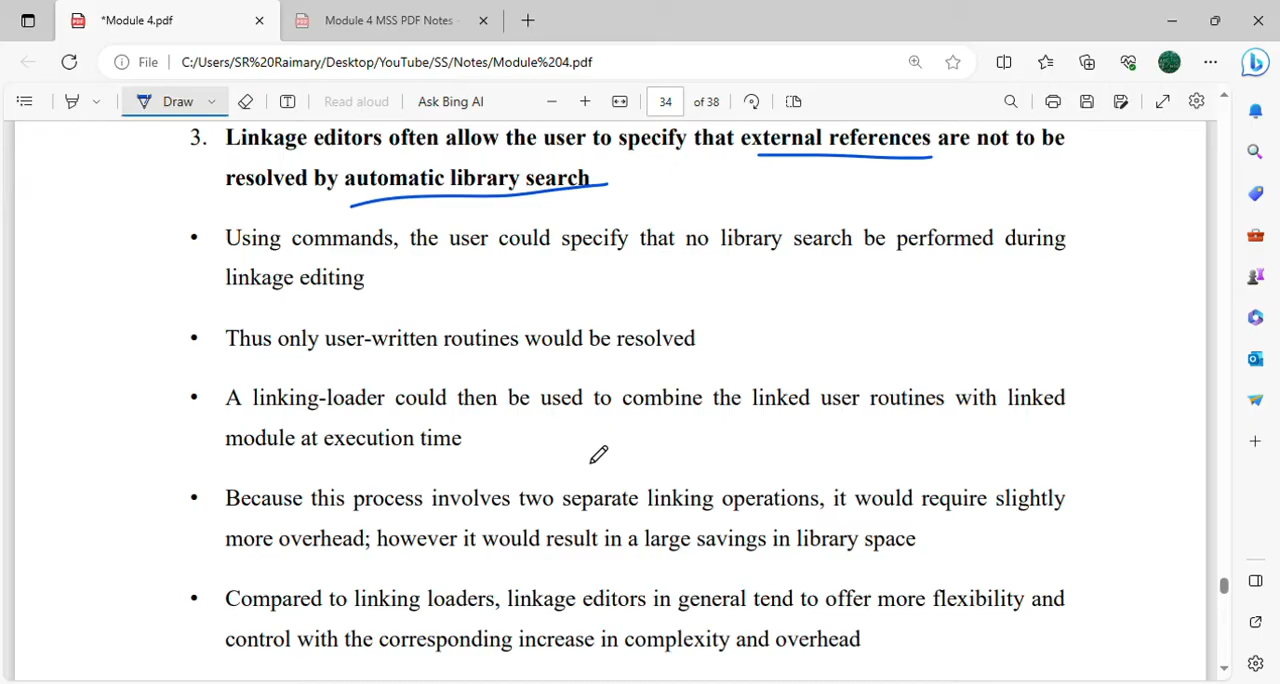 *Module 4.pdf
Module 4 MSS PDF Notes
File
C:/Users/SR%20Raimary/Desktop/YouTube/SS/Notes/Module%204.pdf
Draw
Read aloud
Ask Bing AI
34
of 38
3. Linkage editors often allow the user to specify that external references are not to be
resolved by automatic library search
• Using commands, the user could specify that no library search be performed during
linkage editing
• Thus only user-written routines would be resolved
• A linking-loader could then be used to combine the linked user routines with linked
module at execution time
• Because this process involves two separate linking operations, it would require slightly
more overhead; however it would result in a large savings in library space
• Compared to linking loaders, linkage editors in general tend to offer more flexibility and
control with the corresponding increase in complexity and overhead